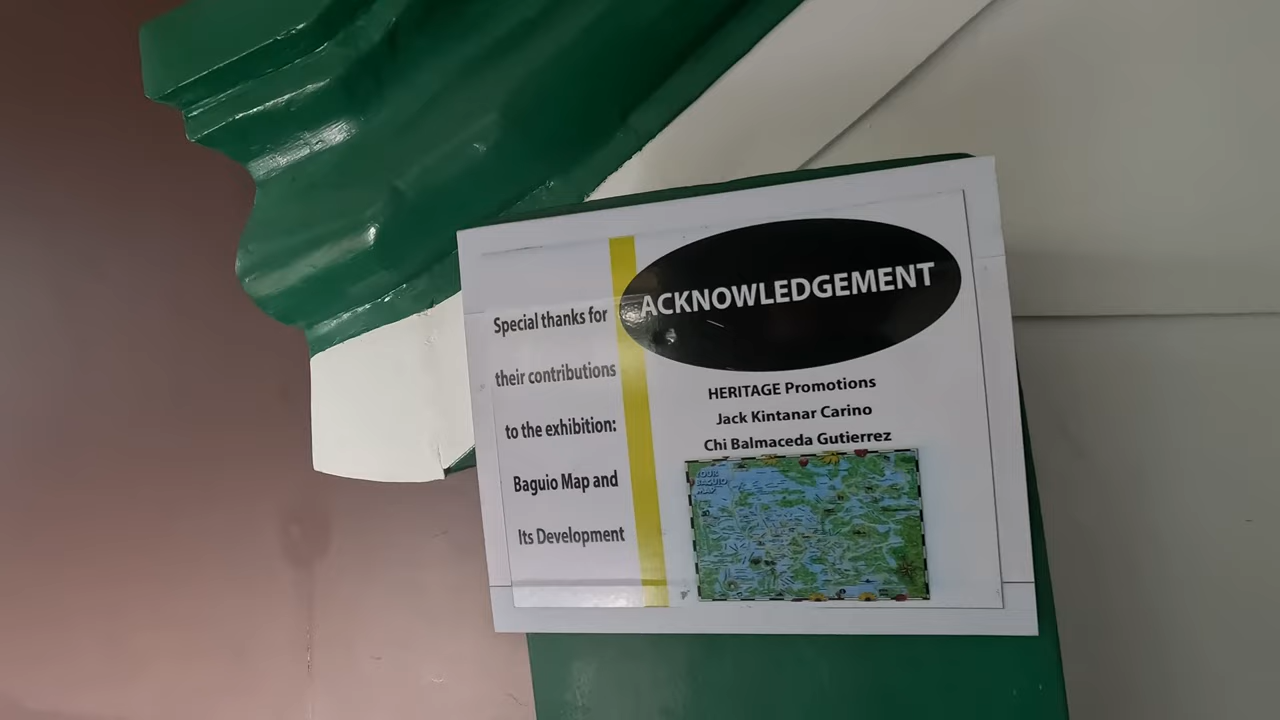 Special thanks for
their contributions
to the exhibition:
Baguio Map and
Its Development
ACKNOWLEDGEMENT
HERITAGE Promotions
Jack Kintanar Carino
Chi Balmaceda Gutierrez
YOUR
BAGUIO
MAP